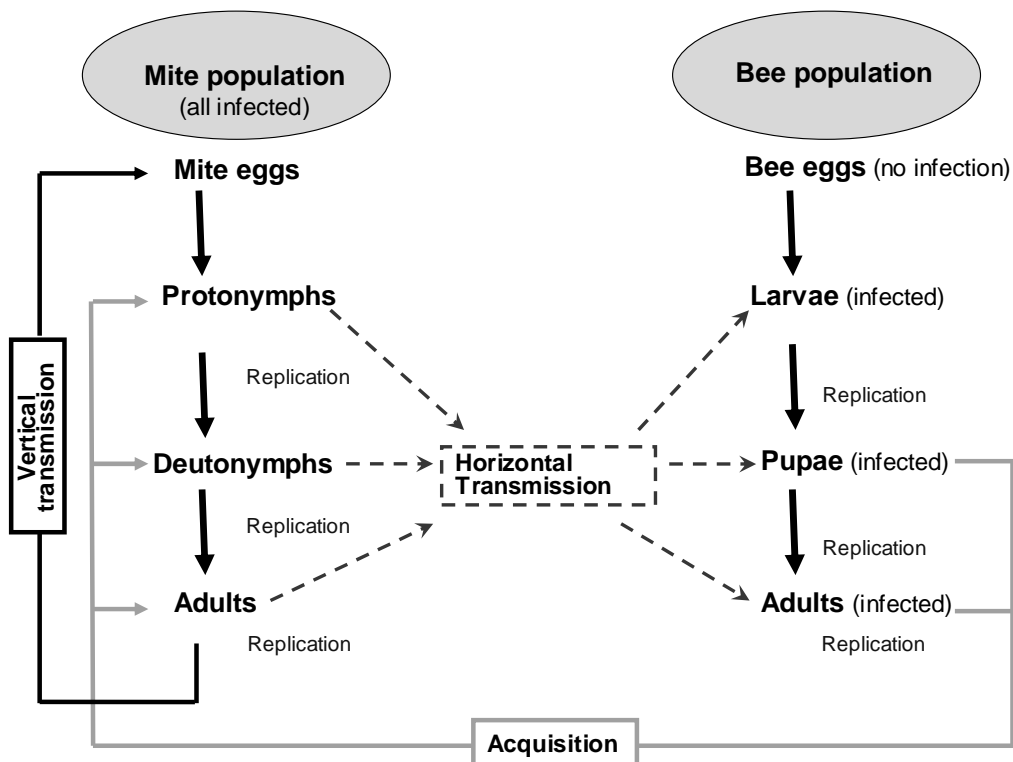 Mite population
(all infected)
Bee population
Mite eggs
Bee eggs (no infection)
Protonymphs
Larvae (infected)
Replication
Replication
Vertical
transmission
Deutonymphs
Horizontal
Transmission
Pupae (infected)
Replication
Replication
Adults
Adults (infected)
Replication
Replication
Acquisition